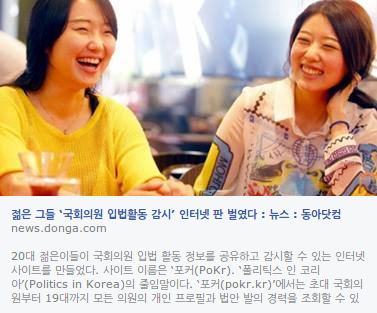 젊은 그들 ‘국회의원 입법활동 감시’ 인터넷 판 벌였다 : 뉴스 : 동아닷컴
news.donga.com
20대 젊은이들이 국회의원 입법 활동 정보를 공유하고 감시할 수 있는 인터넷
사이트를 만들었다. 사이트 이름은 ‘포커(PoKr). ‘폴리틱스 인 코리
아’(Politics in Korea)의 줄임말이다. ‘포커(pokr.kr)’에서는 초대 국회의
원부터 19대까지 모든 의원의 개인 프로필과 법안 발의 경력을 조회할 수 있